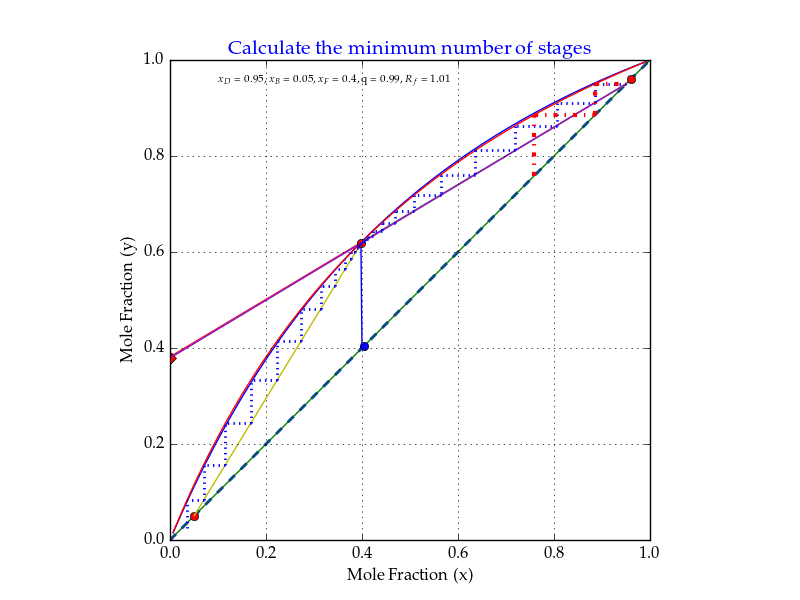 Calculate the minimum number of stages
x_D = 0.95, x_B = 0.05, x_F = 0.4, q = 0.99, R_f = 1.01
1.0
0.8
0.6
0.4
0.2
0.0
0.0 0.2 0.4 0.6 0.8 1.0
Mole Fraction (y)
Mole Fraction (x)